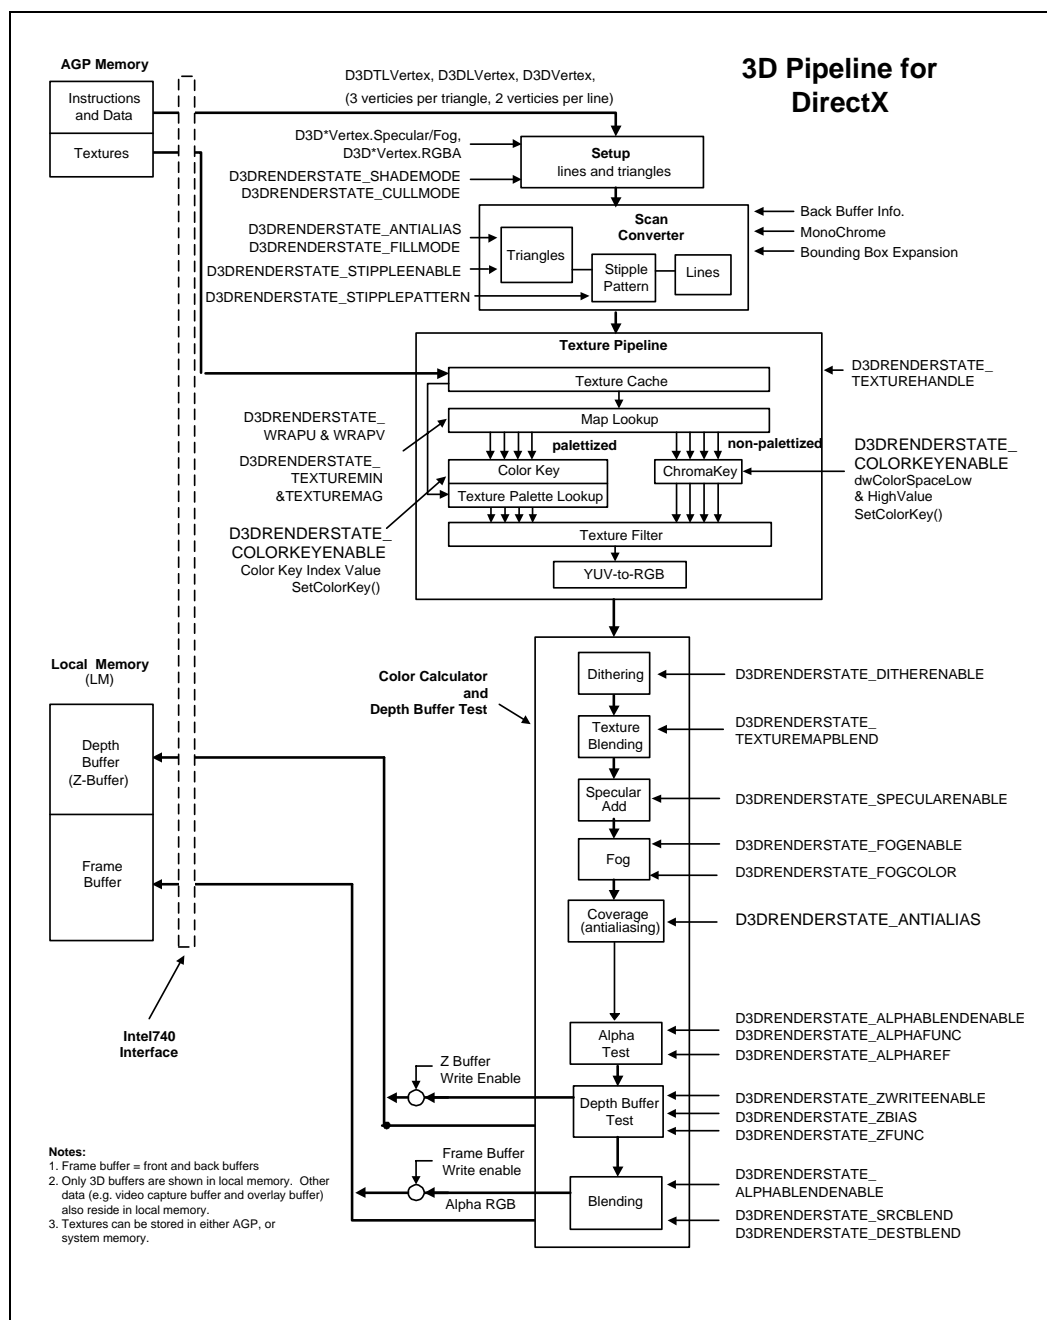 3D Pipeline for
DirectX
AGP Memory
Instructions
and Data
Textures
D3DTLVertex, D3DLVertex, D3DVertex,
(3 verticies per triangle, 2 verticies per line)
D3D*Vertex.Specular/Fog,
D3D*Vertex.RGBA
D3DRENDERSTATE_SHADEMODE
D3DRENDERSTATE_CULLMODE
Setup
lines and triangles
Scan
Converter
D3DRENDERSTATE_ANTIALIAS
D3DRENDERSTATE_FILLMODE
D3DRENDERSTATE_STIPPLEENABLE
D3DRENDERSTATE_STIPPLEPATTERN
Triangles
Stipple
Pattern
Lines
Back Buffer Info.
MonoChrome
Bounding Box Expansion
Texture Pipeline
Texture Cache
D3DRENDERSTATE_
TEXTUREHANDLE
Map Lookup
D3DRENDERSTATE_
WRAPU & WRAPV
palettized
non-palettized
D3DRENDERSTATE_
TEXTUREMIN
&TEXTUREMAG
Color Key
Texture Palette Lookup
ChromaKey
D3DRENDERSTATE_
COLORKEYENABLE
dwColorSpaceLow
& HighValue
SetColorKey()
D3DRENDERSTATE_
COLORKEYENABLE
Color Key Index Value
SetColorKey()
Texture Filter
YUV-to-RGB
Local Memory
(LM)
Depth
Buffer
(Z-Buffer)
Frame
Buffer
Color Calculator
and
Depth Buffer Test
Dithering
D3DRENDERSTATE_DITHERENABLE
Texture
Blending
D3DRENDERSTATE_
TEXTUREMAPBLEND
Specular
Add
D3DRENDERSTATE_SPECULARENABLE
Fog
D3DRENDERSTATE_FOGENABLE
D3DRENDERSTATE_FOGCOLOR
Coverage
(antialiasing)
D3DRENDERSTATE_ANTIALIAS
Intel740
Interface
Alpha
Test
D3DRENDERSTATE_ALPHABLENDENABLE
D3DRENDERSTATE_ALPHAFUNC
D3DRENDERSTATE_ALPHAREF
Z Buffer
Write Enable
Depth Buffer
Test
D3DRENDERSTATE_ZWRITEENABLE
D3DRENDERSTATE_ZBIAS
D3DRENDERSTATE_ZFUNC
Frame Buffer
Write enable
Alpha RGB
Blending
D3DRENDERSTATE_
ALPHABLENDENABLE
D3DRENDERSTATE_SRCBLEND
D3DRENDERSTATE_DESTBLEND
Notes:
1. Frame buffer = front and back buffers
2. Only 3D buffers are shown in local memory. Other
data (e.g. video capture buffer and overlay buffer)
also reside in local memory.
3. Textures can be stored in either AGP, or
system memory.